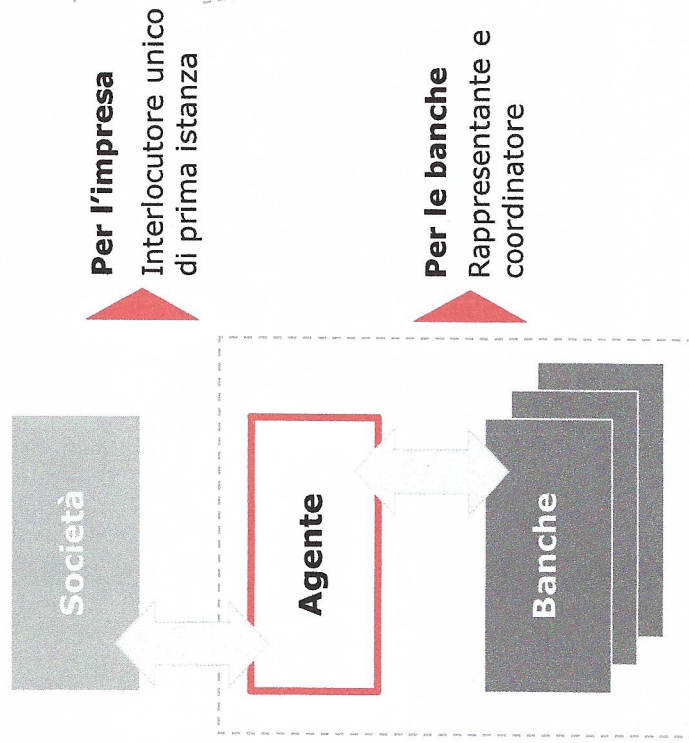 Società
Agente
Banche
Per l'impresa
Interlocutore unico
di prima istanza
Per le banche
Rappresentante e
coordinatore